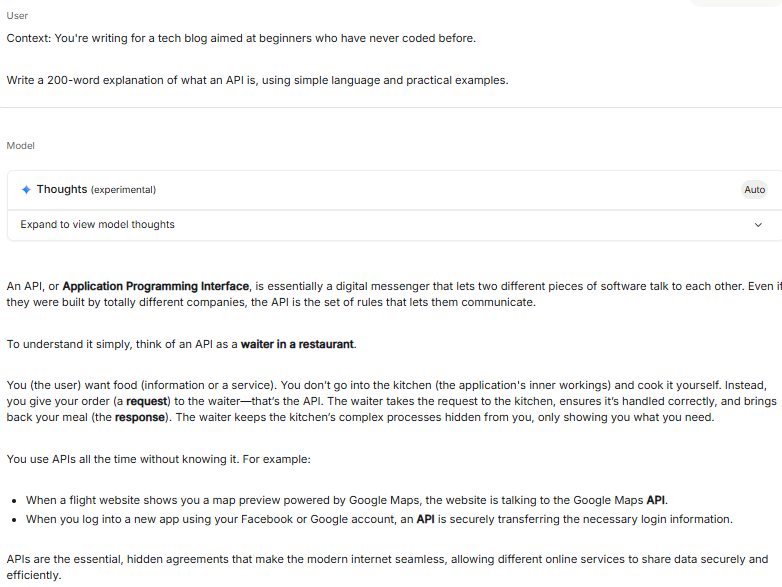 User
Context: You're writing for a tech blog aimed at beginners who have never coded before.
Write a 200-word explanation of what an API is, using simple language and practical examples.
Model
Thoughts (experimental)
Auto
Expand to view model thoughts
An API, or Application Programming Interface, is essentially a digital messenger that lets two different pieces of software talk to each other. Even if
they were built by totally different companies, the API is the set of rules that lets them communicate.
To understand it simply, think of an API as a waiter in a restaurant.
You (the user) want food (information or a service). You don't go into the kitchen (the application's inner workings) and cook it yourself. Instead,
you give your order (a request) to the waiter—that's the API. The waiter takes the request to the kitchen, ensures it's handled correctly, and brings
back your meal (the response). The waiter keeps the kitchen's complex processes hidden from you, only showing you what you need.
You use APIs all the time without knowing it. For example:
• When a flight website shows you a map preview powered by Google Maps, the website is talking to the Google Maps API.
• When you log into a new app using your Facebook or Google account, an API is securely transferring the necessary login information.
APIs are the essential, hidden agreements that make the modern internet seamless, allowing different online services to share data securely and
efficiently.